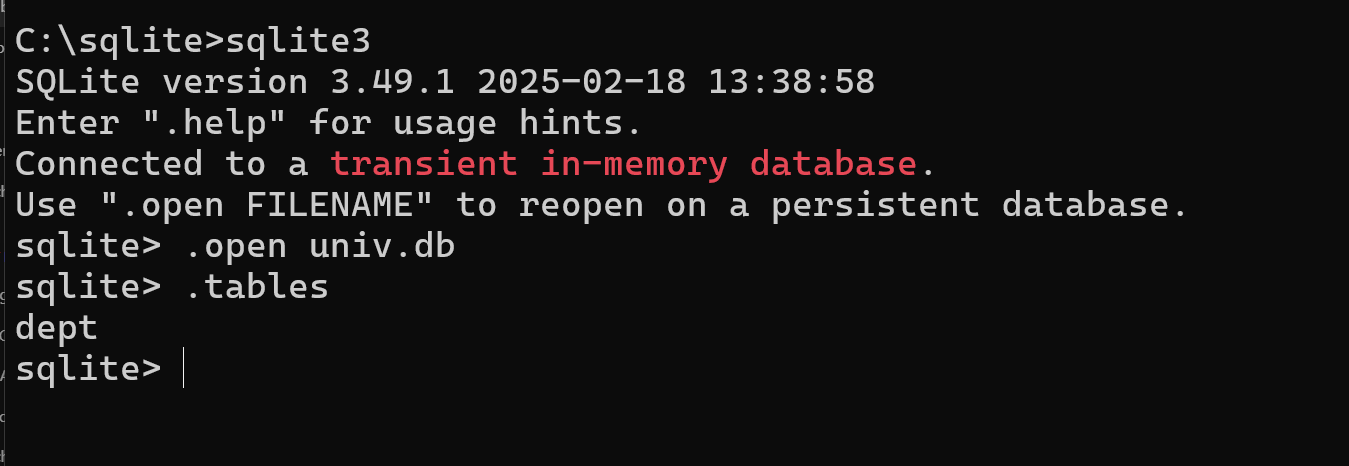 C:\sqlite>sqlite3
SQLite version 3.49.1 2025-02-18 13:38:58
Enter ".help" for usage hints.
Connected to a transient in-memory database.
Use ".open FILENAME" to reopen on a persistent database.
sqlite> .open univ.db
sqlite> .tables
dept
sqlite>